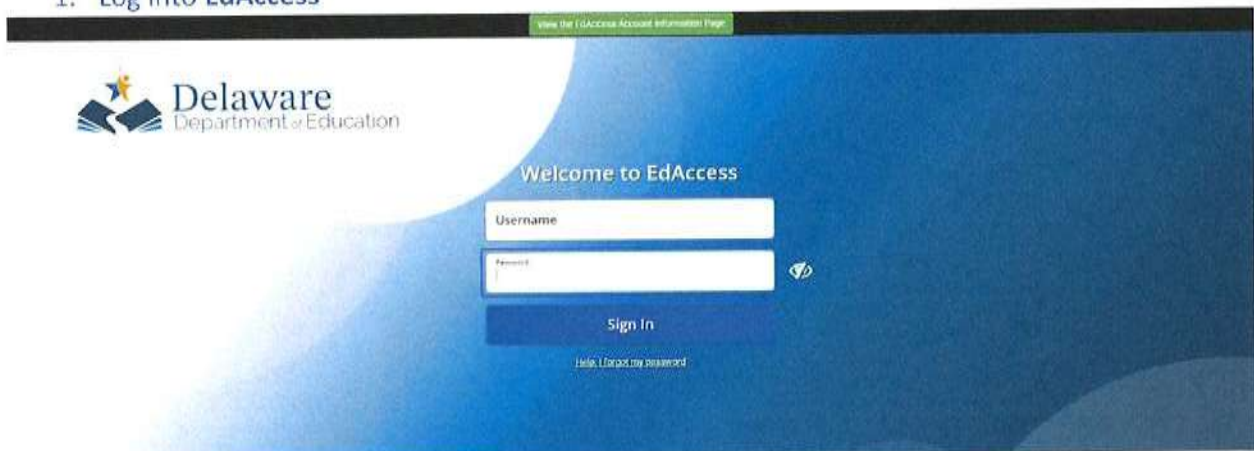 1. Log into EdAccess
View the EdAccess Account Information Page
Delaware
Department of Education
Welcome to EdAccess
Username
Password
Sign In
Help, I forgot my password